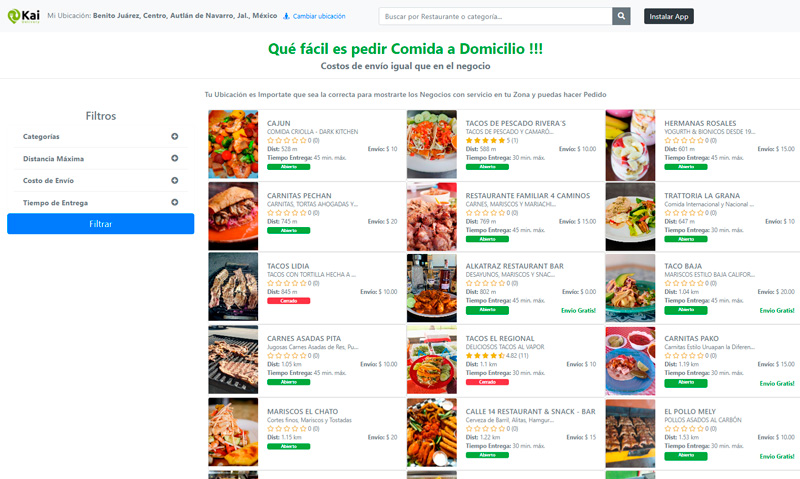 Kai
Mi Ubicación: Benito Juárez, Centro, Autlán de Navarro, Jal., México
Cambiar ubicación
Buscar por Restaurante o categoría...
Instalar App
Qué fácil es pedir Comida a Domicilio !!!
Costos de envío igual que en el negocio
Tu Ubicación es Importate que sea la correcta para mostrarte los Negocios con servicio en tu Zona y puedas hacer Pedido
Filtros
Categorías
Distancia Máxima
Costo de Envío
Tiempo de Entrega
Filtrar
CAJUN
COMIDA CRIOLLA - DARK KITCHEN
0 (0)
Dist: 528 m Envío: $ 10
Tiempo Entrega: 45 min. máx.
Abierto
TACOS DE PESCADO RIVERA´S
TACOS DE PESCADO Y CAMARÓ...
5 (1)
Dist: 588 m Envío: $ 10.00
Tiempo Entrega: 30 min. máx.
Abierto
HERMANAS ROSALES
YOGURTH & BIONICOS DESDE 19...
0 (0)
Dist: 601 m Envío: $ 15.00
Tiempo Entrega: 45 min. máx.
Abierto
CARNITAS PECHAN
CARNITAS, TORTAS AHOGADAS Y...
0 (0)
Dist: 745 m Envío: $ 20
Abierto
RESTAURANTE FAMILIAR 4 CAMINOS
CARNES, MARISCOS Y MARIACHI...
0 (0)
Dist: 769 m Envío: $ 15.00
Tiempo Entrega: 45 min. máx.
Abierto
TRATTORIA LA GRANA
Comida Internacional y Nacional ...
0 (0)
Dist: 647 m Envío: $ 10
Tiempo Entrega: 30 min. máx.
Abierto
TACOS LIDIA
TACOS CON TORTILLA HECHA A ...
0 (0)
Dist: 845 m Envío: $ 10.00
Cerrado
ALKATRAZ RESTAURANT BAR
DESAYUNOS, MARISCOS Y SNAC...
0 (0)
Dist: 802 m Envío: $ 0.00
Tiempo Entrega: 45 min. máx.
Abierto Envío Gratis!
TACO BAJA
MARISCOS ESTILO BAJA CALIFOR...
0 (0)
Dist: 1.04 km Envío: $ 20.00
Tiempo Entrega: 45 min. máx.
Abierto Envío Gratis!
CARNES ASADAS PITA
Jugosas Carnes Asadas de Res, Pu...
0 (0)
Dist: 1.05 km Envío: $ 10.00
Tiempo Entrega: 45 min. máx.
Abierto
TACOS EL REGIONAL
DELICIOSOS TACOS AL VAPOR
4.82 (11)
Dist: 1.1 km Envío: $ 10
Tiempo Entrega: 30 min. máx.
Cerrado
CARNITAS PAKO
Carnitas Estilo Uruapan la Diferen...
0 (0)
Dist: 1.19 km Envío: $ 15.00
Tiempo Entrega: 30 min. máx.
Abierto Envío Gratis!
MARISCOS EL CHATO
Cortes finos, Mariscos y Tostadas
0 (0)
Dist: 1.15 km Envío: $ 20
Abierto
CALLE 14 RESTAURANT & SNACK - BAR
Cerveza de Barril, Alitas, Hamgur...
0 (0)
Dist: 1.22 km Envío: $ 15
Tiempo Entrega: 30 min. máx.
Abierto
EL POLLO MELY
POLLOS ASADOS AL CARBÓN
0 (0)
Dist: 1.53 km Envío: $ 10.00
Tiempo Entrega: 30 min. máx.
Abierto Envío Gratis!